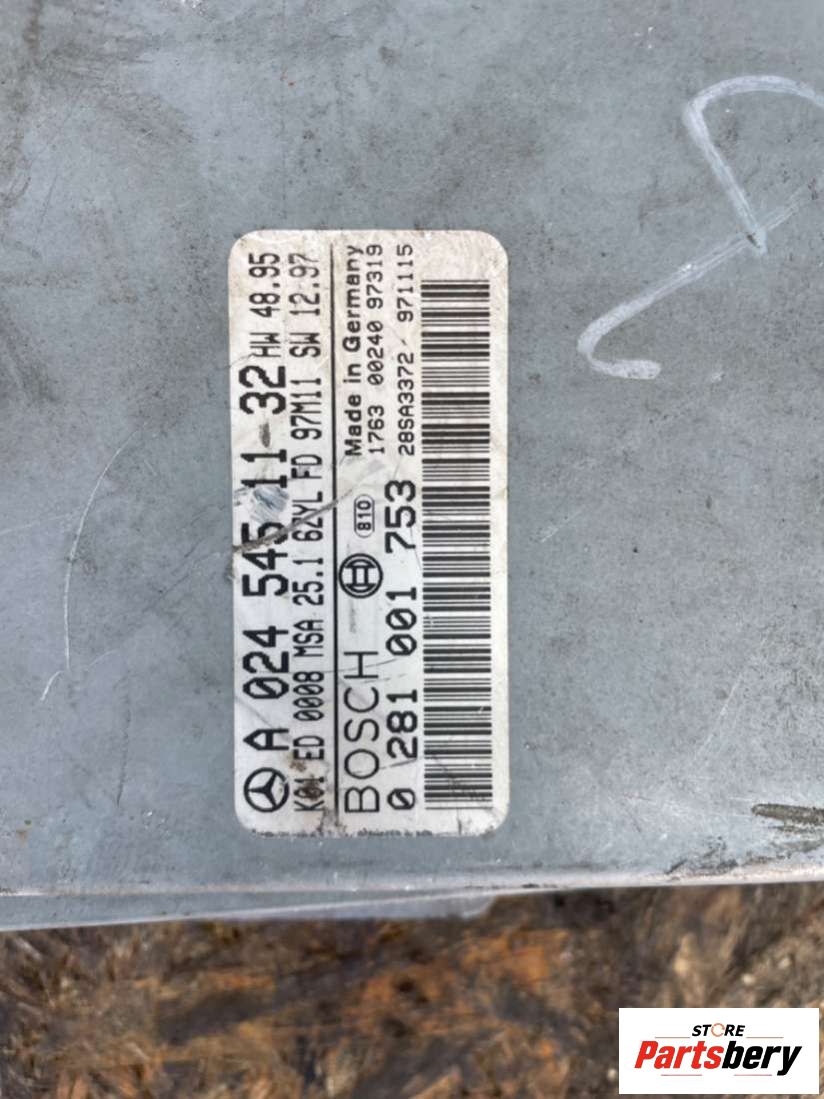 A 024 545 11 32 HW 48.95
K01 ED 0008 MSA 25.1 6ZYL FD 97M11 SW 12.97
BOSCH 810 Made in Germany
1763 00240 97319
0 281 001 753 28SA3372 971115
STORE
Partsbery